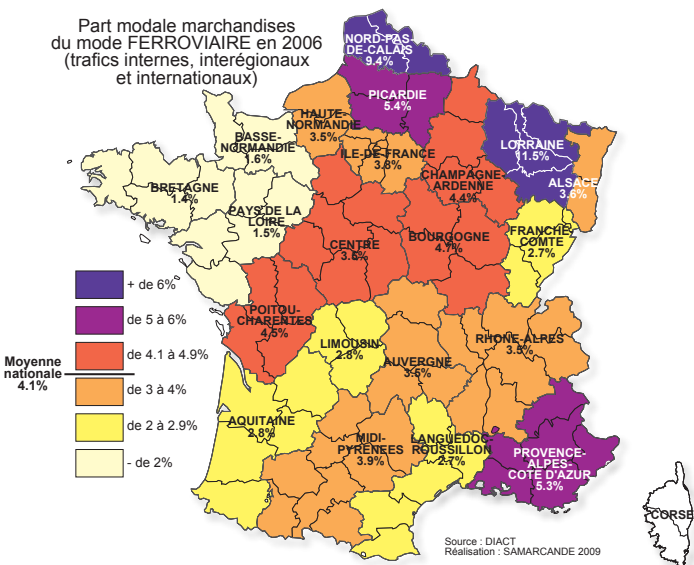 Part modale marchandises
du mode FERROVIAIRE en 2006
(trafics internes, interégionaux
et internationaux)
NORD-PAS-
DE-CALAIS
9.4%
PICARDIE
5.4%
HAUTE-
NORMANDIE
3.5%
BASSE-
NORMANDIE
1.6%
ILE-DE-FRANCE
3.8%
LORRAINE
11.5%
CHAMPAGNE-
ARDENNE
4.4%
ALSACE
3.6%
BRETAGNE
1.4%
PAYS DE LA
LOIRE
1.5%
CENTRE
3.6%
BOURGOGNE
4.7%
FRANCHE-
COMTE
2.7%
POITOU-
CHARENTES
4.5%
LIMOUSIN
2.8%
AUVERGNE
3.5%
RHONE-ALPES
3.5%
AQUITAINE
2.8%
MIDI-
PYRENEES
3.9%
LANGUEDOC-
ROUSSILLON
2.7%
PROVENCE-
ALPES-
COTE D'AZUR
5.3%
CORSE
+ de 6%
de 5 à 6%
de 4.1 à 4.9%
Moyenne
nationale
4.1%
de 3 à 4%
de 2 à 2.9%
- de 2%
Source : DIACT
Réalisation : SAMARCANDE 2009